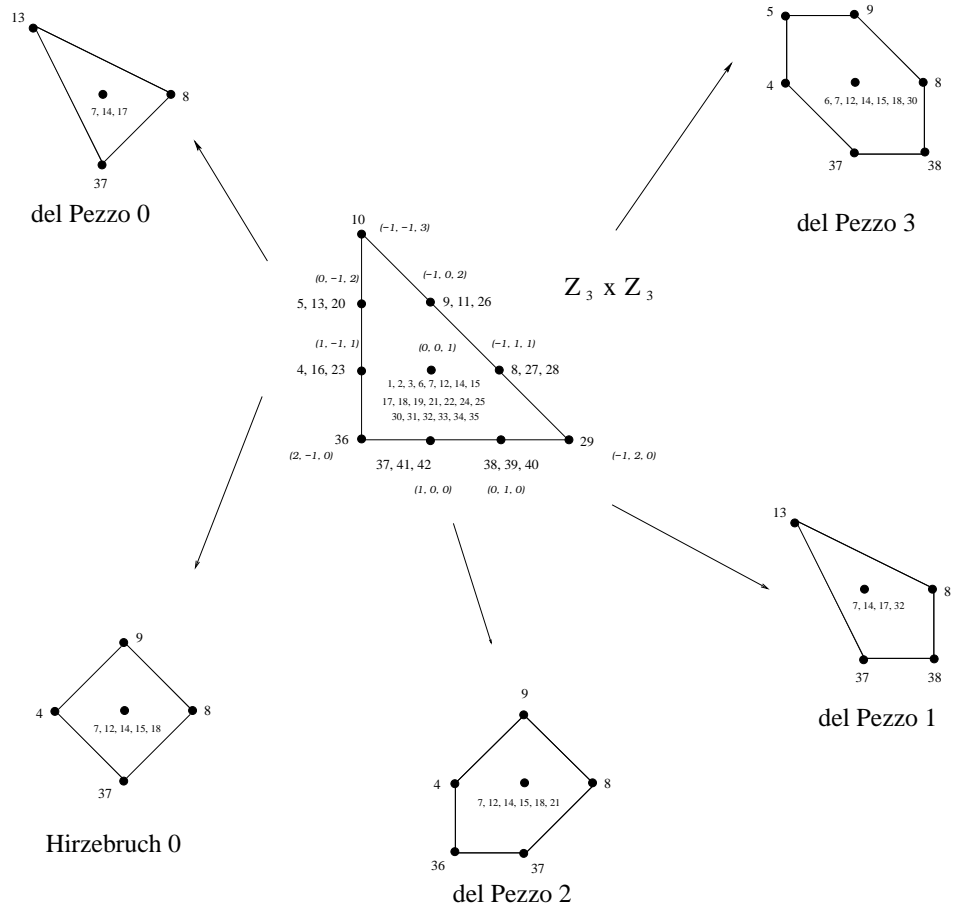 13
8
7, 14, 17
37
del Pezzo 0
5
9
4
8
6, 7, 12, 14, 15, 18, 30
37
38
del Pezzo 3
10
(-1, -1, 3)
(0, -1, 2)
(-1, 0, 2)
5, 13, 20
9, 11, 26
Z 3 x Z 3
(1, -1, 1)
(0, 0, 1)
(-1, 1, 1)
4, 16, 23
8, 27, 28
1, 2, 3, 6, 7, 12, 14, 15
17, 18, 19, 21, 22, 24, 25
30, 31, 32, 33, 34, 35
36
29
(2, -1, 0)
37, 41, 42
38, 39, 40
(-1, 2, 0)
(1, 0, 0)
(0, 1, 0)
13
8
7, 14, 17, 32
37
38
del Pezzo 1
9
4
8
7, 12, 14, 15, 18
37
Hirzebruch 0
9
4
8
7, 12, 14, 15, 18, 21
36
37
del Pezzo 2